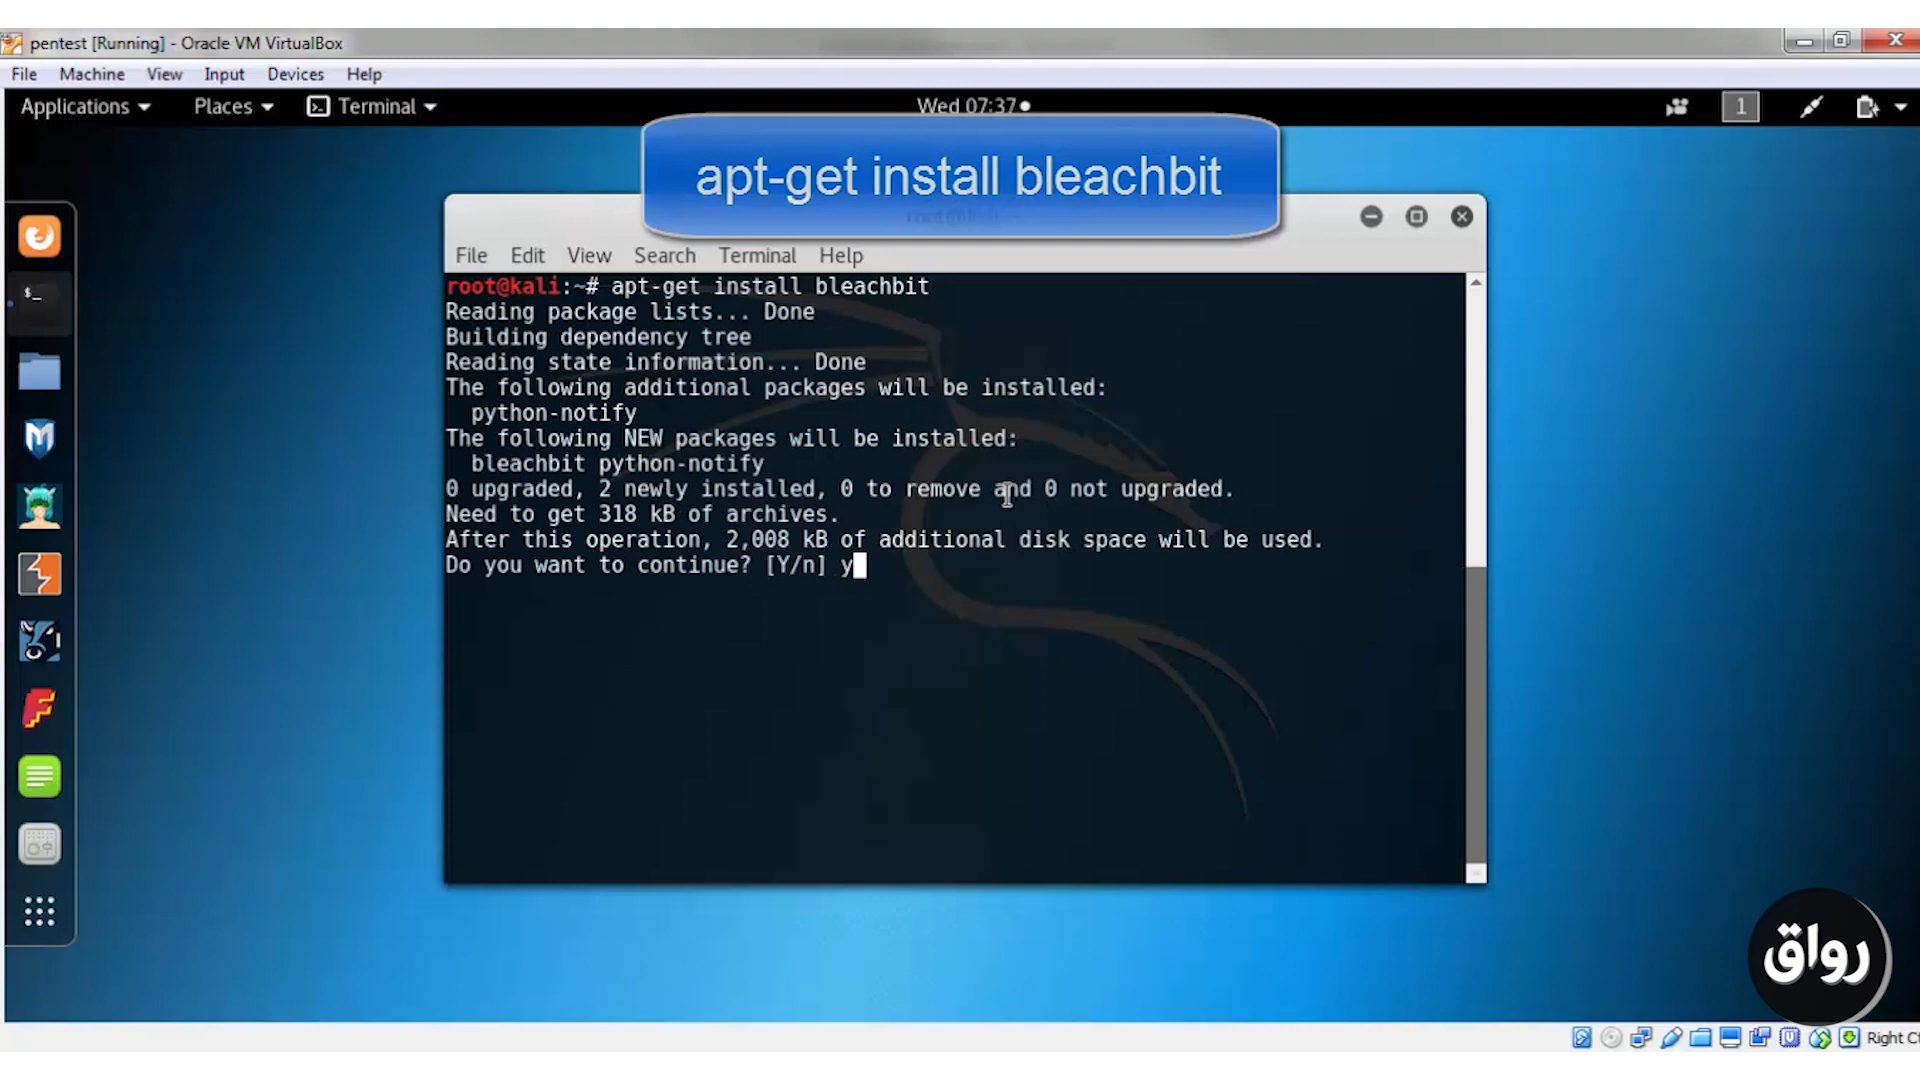 pentest [Running] - Oracle VM VirtualBox
File Machine View Input Devices Help
Applications Places Terminal Wed 07:37 1
apt-get install bleachbit
File Edit View Search Terminal Help
root@kali:~# apt-get install bleachbit
Reading package lists... Done
Building dependency tree
Reading state information... Done
The following additional packages will be installed:
python-notify
The following NEW packages will be installed:
bleachbit python-notify
0 upgraded, 2 newly installed, 0 to remove and 0 not upgraded.
Need to get 318 kB of archives.
After this operation, 2,008 kB of additional disk space will be used.
Do you want to continue? [Y/n] y
رواق
Right Ct